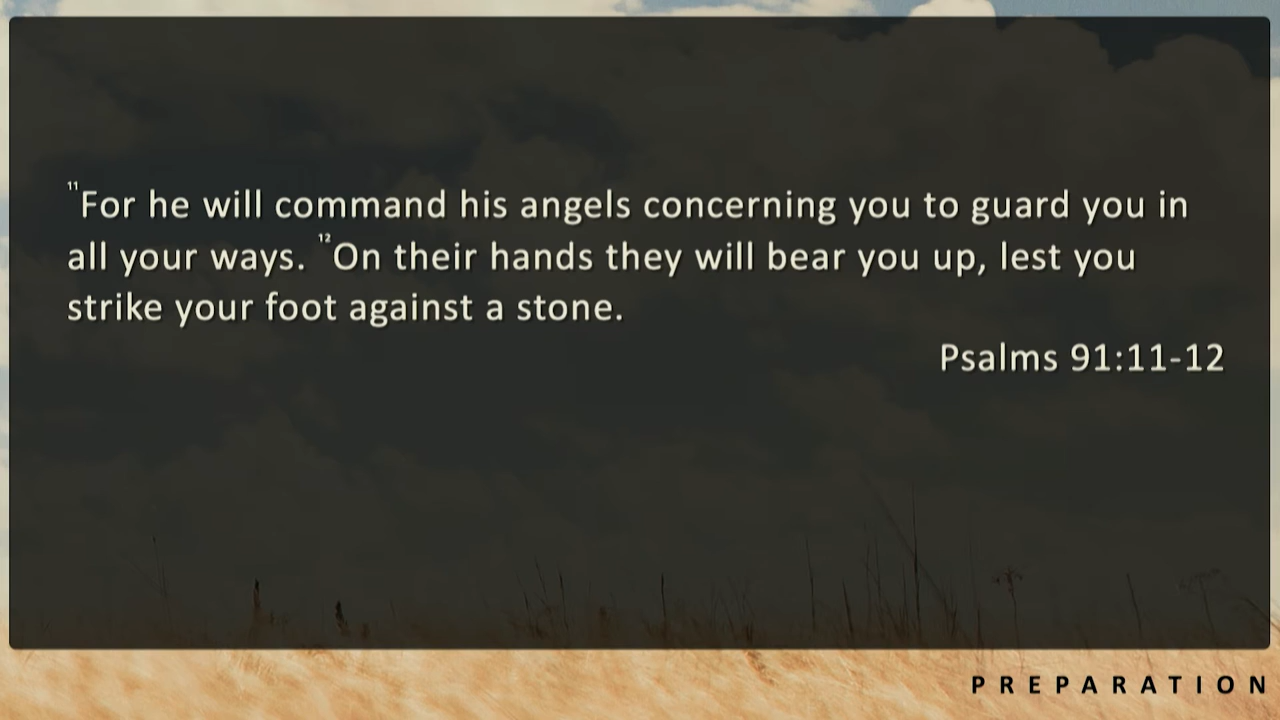 ¹¹For he will command his angels concerning you to guard you in
all your ways. ¹²On their hands they will bear you up, lest you
strike your foot against a stone.
Psalms 91:11-12
PREPARATION